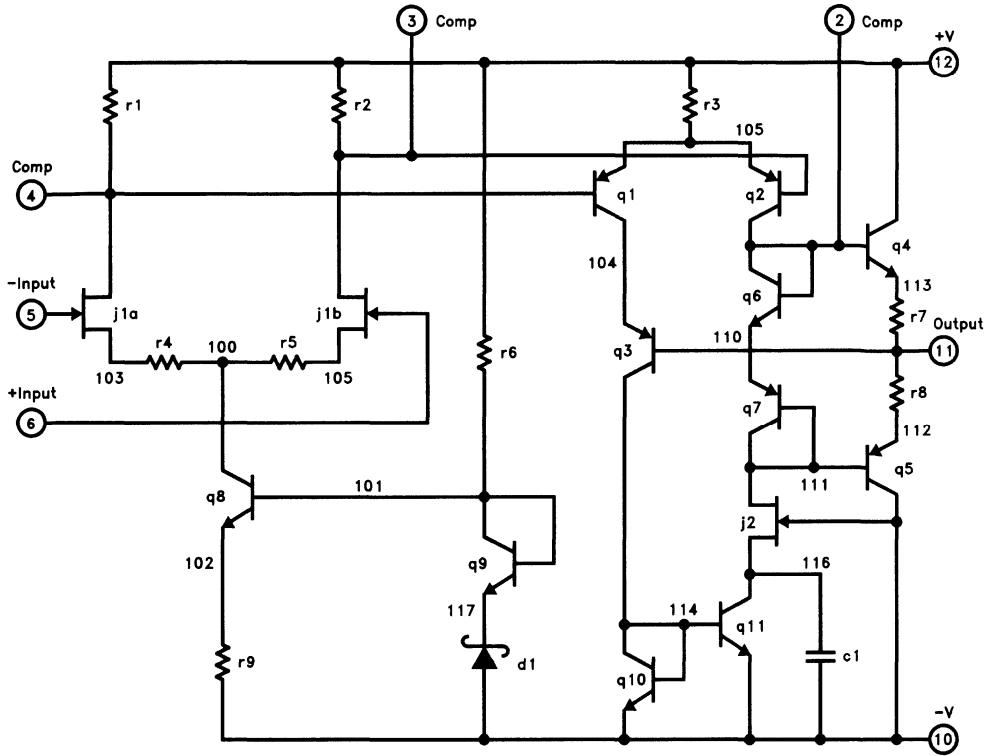 3 Comp
2 Comp
+V
12
r1
r2
r3
105
Comp
4
q1
q2
q4
104
113
-Input
5
j1a
j1b
q6
r7
Output
11
r4
100
r5
r6
q3
110
103
105
r8
+Input
6
q7
112
q8
101
111
q5
j2
102
q9
116
117
114
q11
d1
r9
q10
c1
-V
10